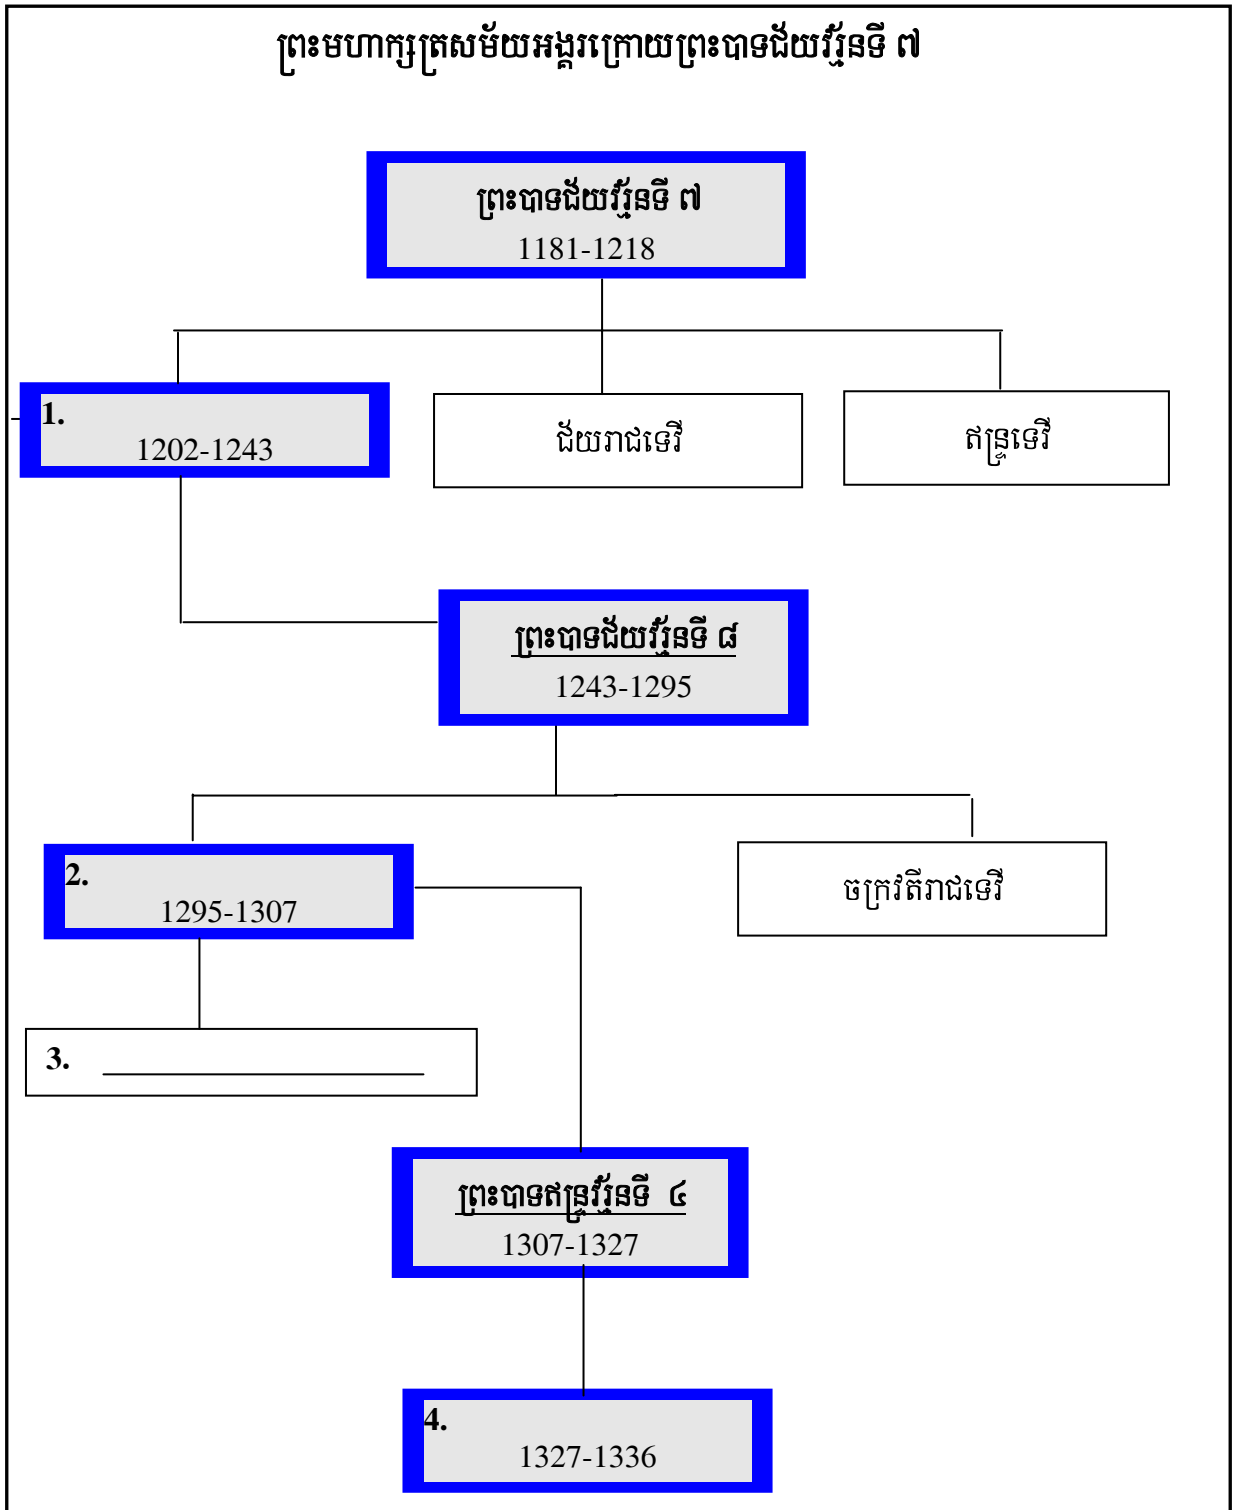 ព្រះមហាក្សត្រសម័យអង្គរក្រោយព្រះបាទជ័យវរ្ម័នទី ៧
ព្រះបាទជ័យវរ្ម័នទី ៧
1181-1218
1.
1202-1243
ជ័យរាជទេវី
ឥន្ទ្រទេវី
ព្រះបាទជ័យវរ្ម័នទី ៨
1243-1295
2.
1295-1307
ចក្រវតីរាជទេវី
3. ____________________
ព្រះបាទឥន្ទ្រវរ្ម័នទី ៤
1307-1327
4.
1327-1336